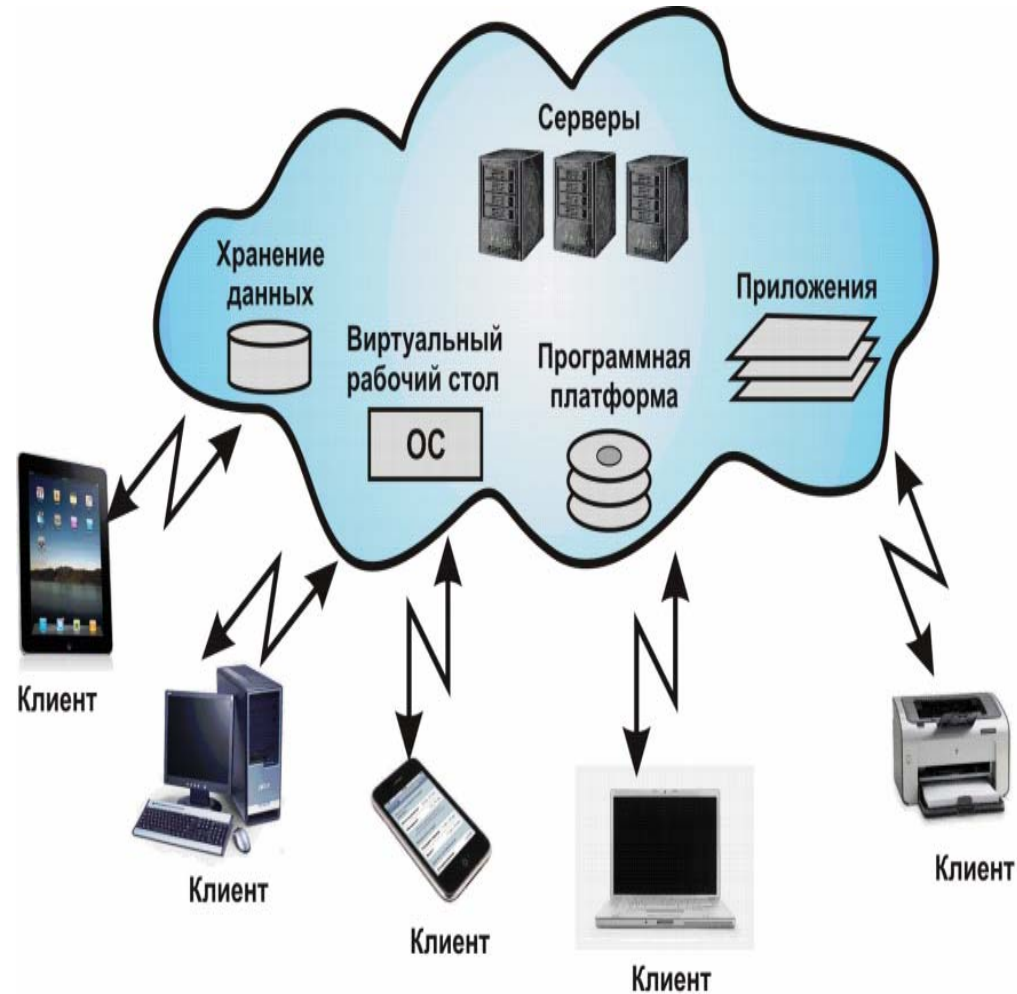 Серверы
Хранение
данных
Виртуальный
рабочий стол
ОС
Программная
платформа
Приложения
Клиент
Клиент
Клиент
Клиент
Клиент